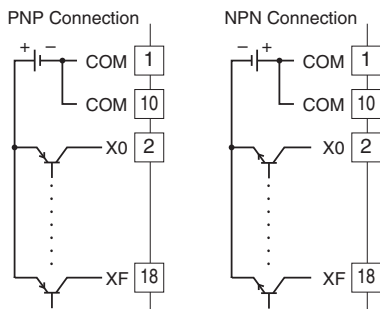 PNP Connection
+ − COM 1
COM 10
X0 2
XF 18
NPN Connection
− + COM 1
COM 10
X0 2
XF 18